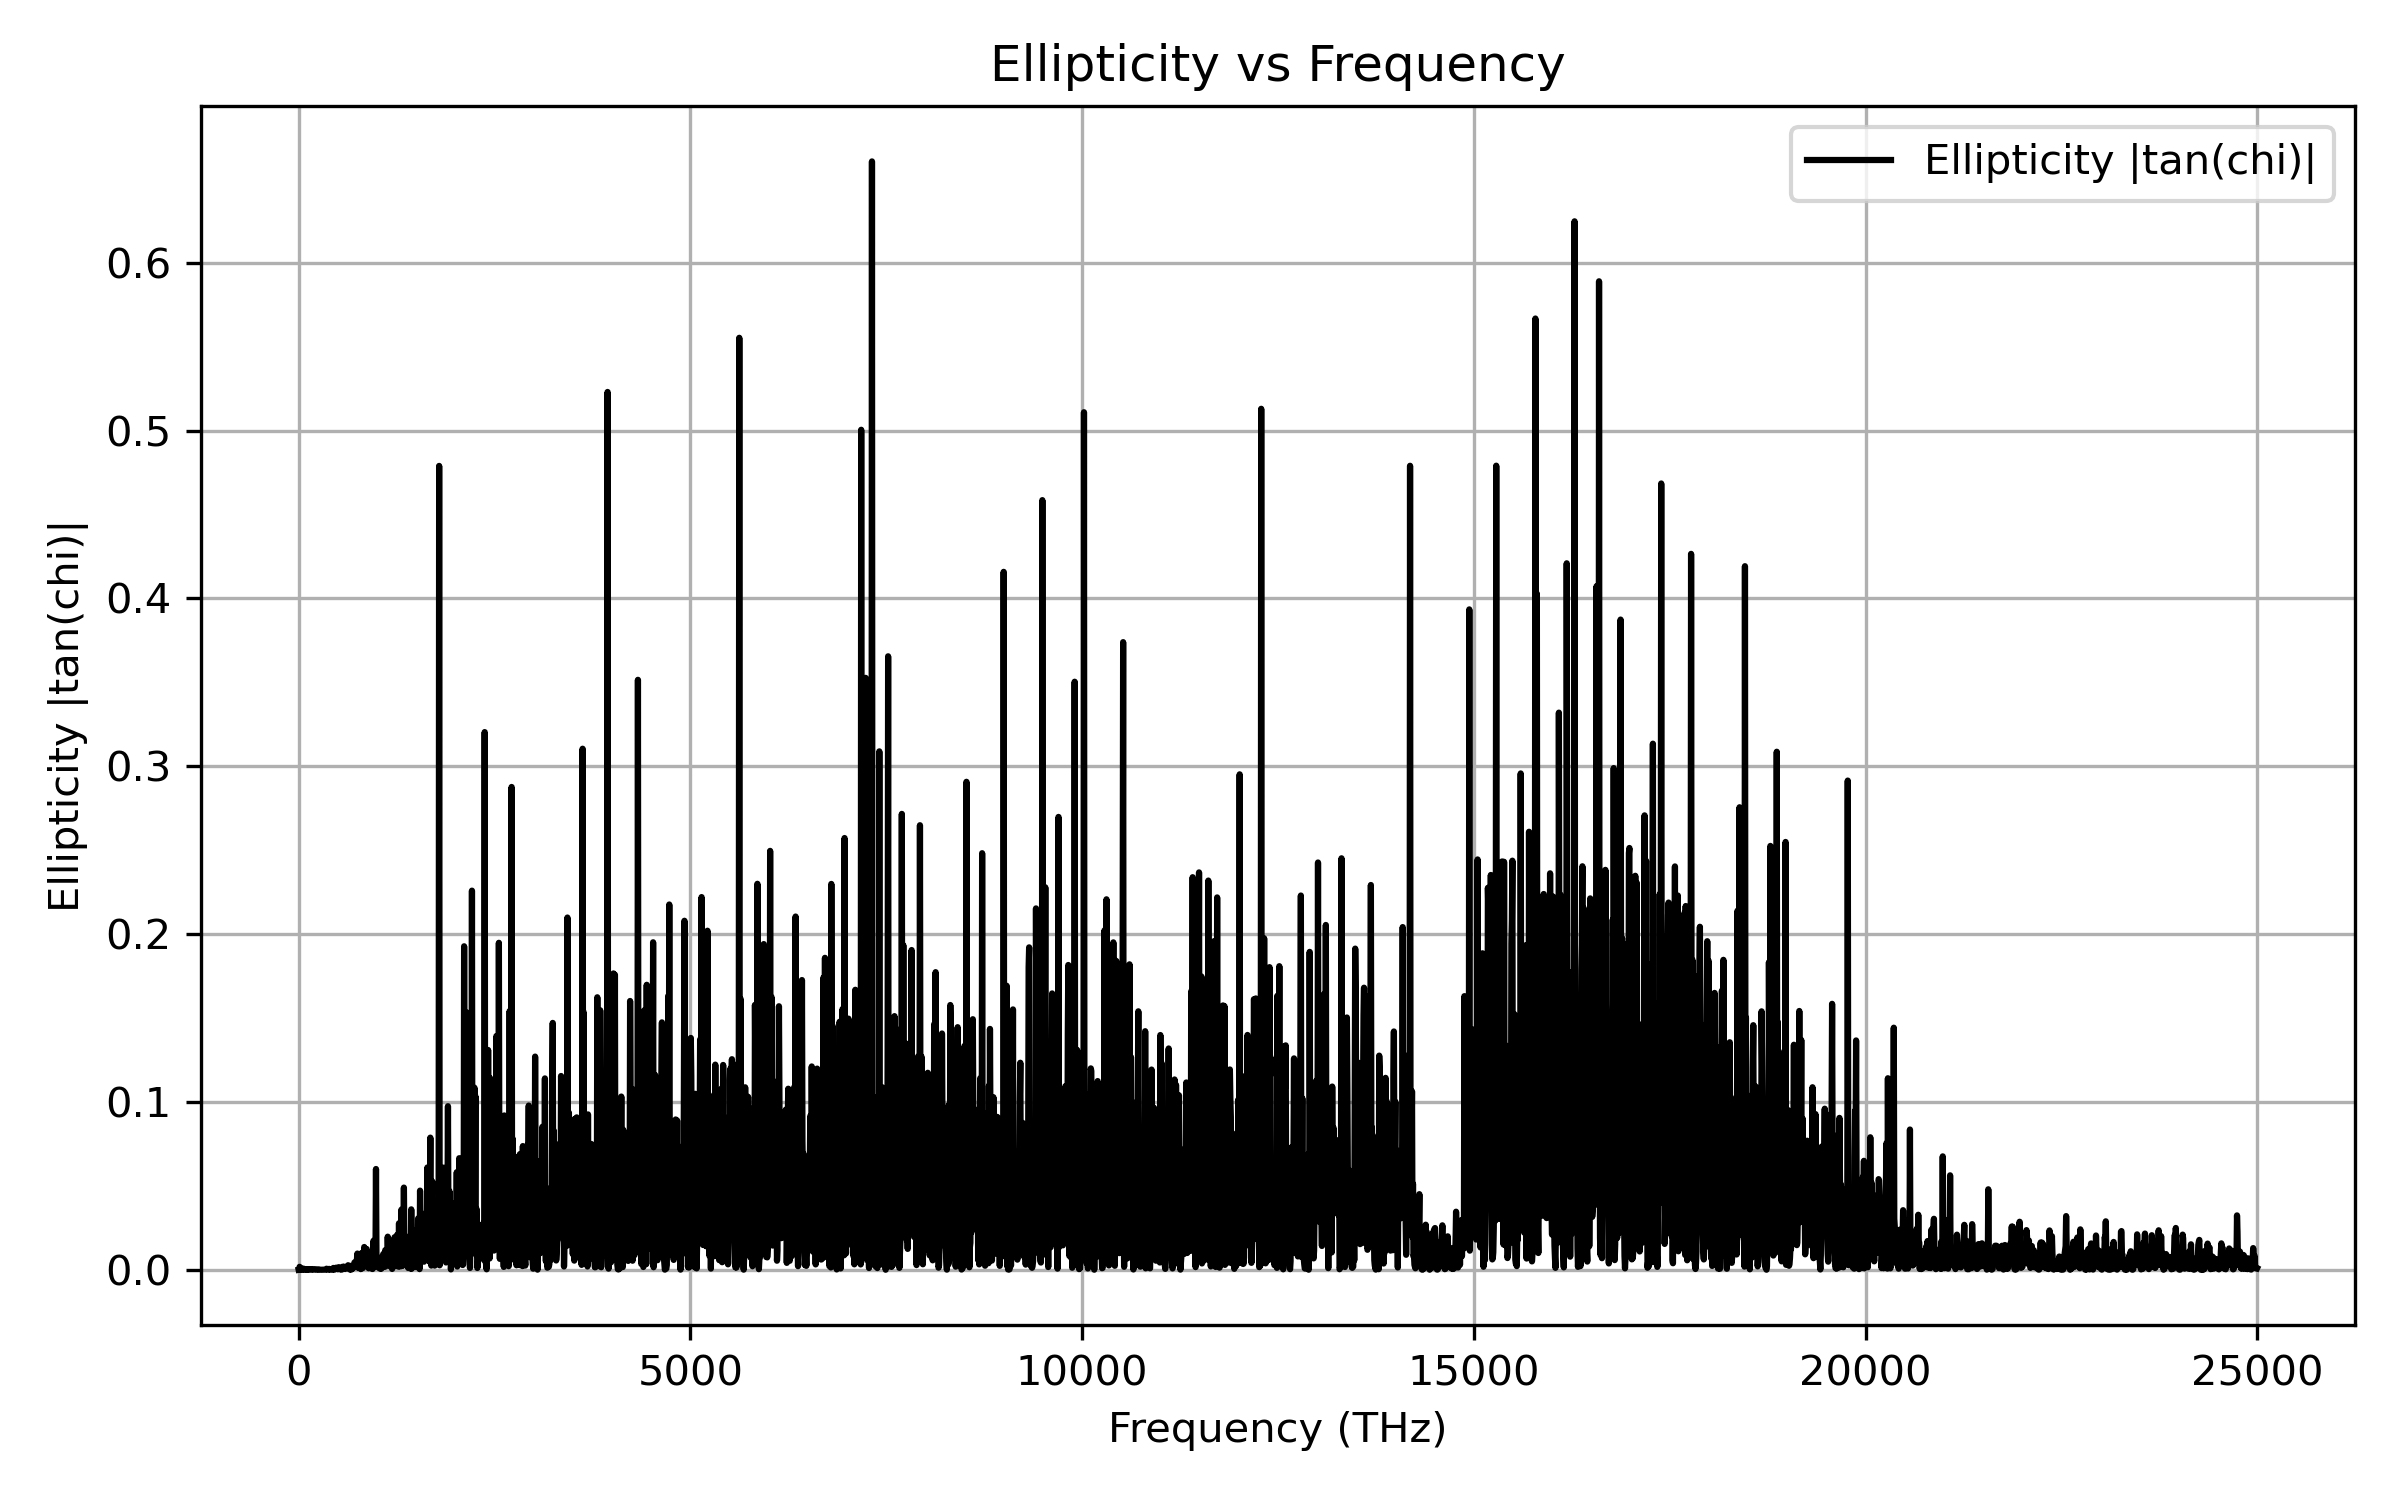 Ellipticity vs Frequency
Ellipticity |tan(chi)|
Ellipticity |tan(chi)|
0.6
0.5
0.4
0.3
0.2
0.1
0.0
0 5000 10000 15000 20000 25000
Frequency (THz)